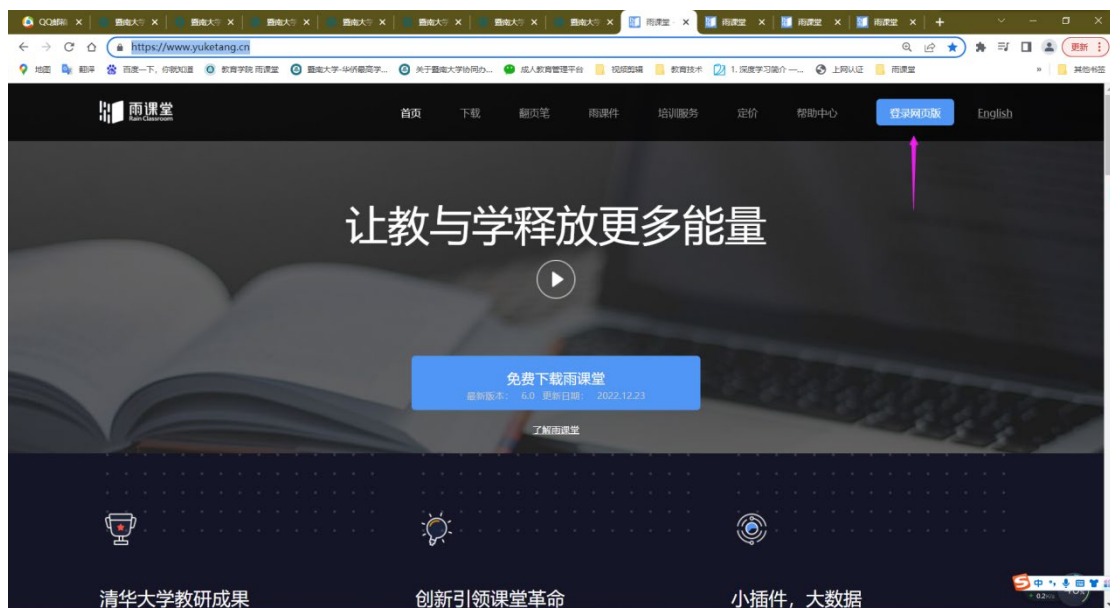 QQ邮箱
暨南大学
暨南大学
暨南大学
暨南大学
暨南大学
暨南大学
暨南大学
雨课堂
雨课堂
雨课堂
雨课堂
https://www.yuketang.cn
更新
地图
翻译
百度一下，你就知道
教育学院 雨课堂
暨南大学-华侨最高学...
关于暨南大学协同办...
成人教育管理平台
视频剪辑
教育技术
1. 深度学习简介 — ...
上网认证
雨课堂
»
其他书签
雨课堂
Rain Classroom
首页
下载
翻页笔
雨课件
培训服务
定价
帮助中心
登录网页版
English
让教与学释放更多能量
免费下载雨课堂
最新版本： 6.0 更新日期： 2022.12.23
了解雨课堂
清华大学教研成果
创新引领课堂革命
小插件，大数据
中